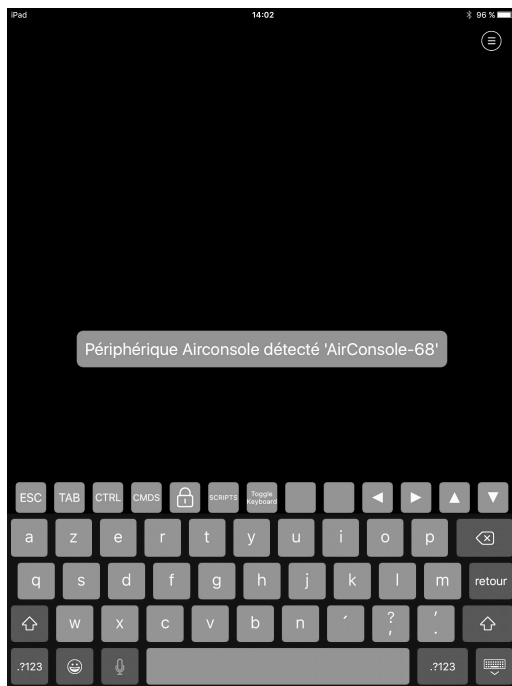 iPad 14:02 96 %
Périphérique Airconsole détecté 'AirConsole-68'
ESC TAB CTRL CMDS SCRIPTS Toggle Keyboard
a z e r t y u i o p
q s d f g h j k l m retour
w x c v b n ´ ? , ' .
.?123 .?123